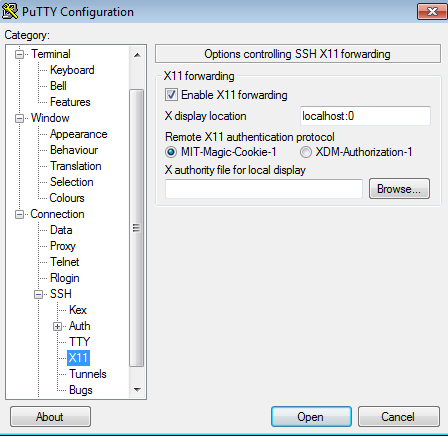 PuTTY Configuration
Category:
Terminal
Keyboard
Bell
Features
Window
Appearance
Behaviour
Translation
Selection
Colours
Connection
Data
Proxy
Telnet
Rlogin
SSH
Kex
Auth
TTY
X11
Tunnels
Bugs
Options controlling SSH X11 forwarding
X11 forwarding
Enable X11 forwarding
X display location localhost:0
Remote X11 authentication protocol
MIT-Magic-Cookie-1 XDM-Authorization-1
X authority file for local display
Browse...
About Open Cancel